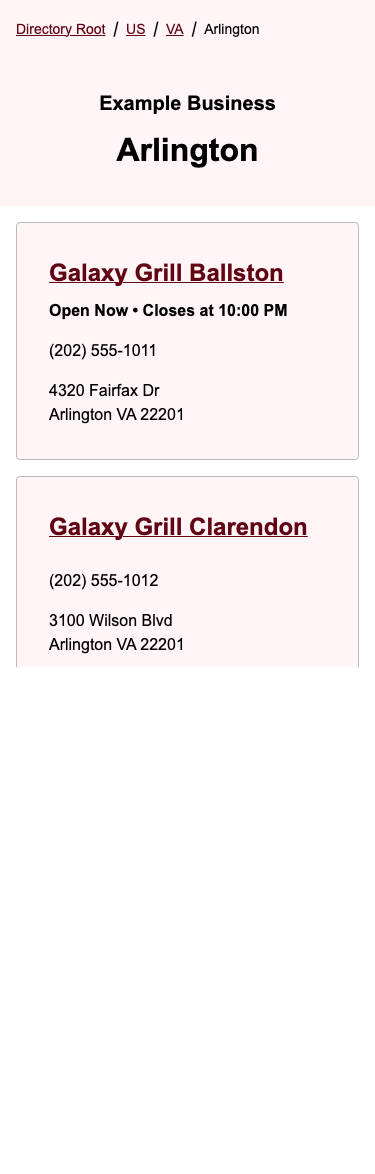 Directory Root / US / VA / Arlington
Example Business
Arlington
Galaxy Grill Ballston
Open Now • Closes at 10:00 PM
(202) 555-1011
4320 Fairfax Dr
Arlington VA 22201
Galaxy Grill Clarendon
(202) 555-1012
3100 Wilson Blvd
Arlington VA 22201